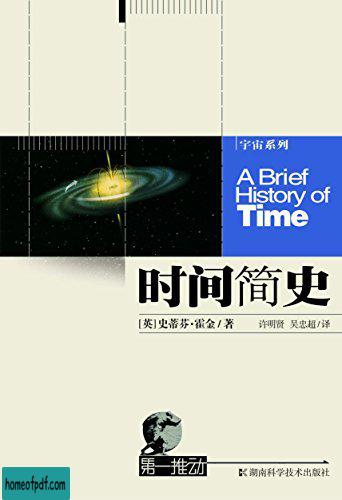 宇宙系列
A Brief
History of
Time
时间简史
[英]史蒂芬·霍金/著
许明贤 吴忠超/译
第一推动
湖南科学技术出版社
homeofpdf.com